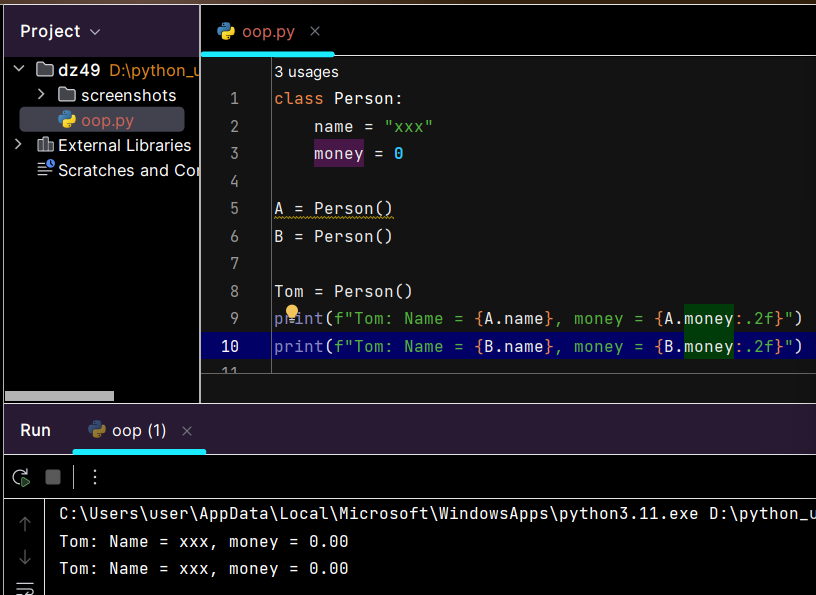 Project
oop.py
dz49 D:\python_u
screenshots
oop.py
External Libraries
Scratches and Cor
3 usages
1 class Person:
2 name = "xxx"
3 money = 0
4
5 A = Person()
6 B = Person()
7
8 Tom = Person()
9 print(f"Tom: Name = {A.name}, money = {A.money:.2f}")
10 print(f"Tom: Name = {B.name}, money = {B.money:.2f}")
11
Run oop (1)
C:\Users\user\AppData\Local\Microsoft\WindowsApps\python3.11.exe D:\python_u
Tom: Name = xxx, money = 0.00
Tom: Name = xxx, money = 0.00